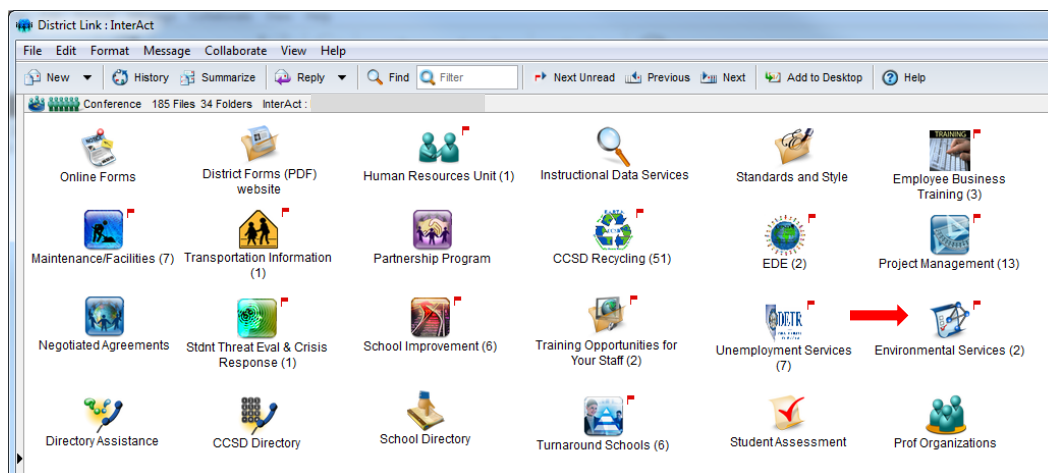 District Link : InterAct
File Edit Format Message Collaborate View Help
New History Summarize Reply Find Filter Next Unread Previous Next Add to Desktop Help
Conference 185 Files 34 Folders InterAct :
Online Forms
District Forms (PDF)
website
Human Resources Unit (1)
Instructional Data Services
Standards and Style
TRAINING
Employee Business
Training (3)
Maintenance/Facilities (7)
Transportation Information
(1)
Partnership Program
CCSD Recycling (51)
EDE (2)
Project Management (13)
Negotiated Agreements
Stdnt Threat Eval & Crisis
Response (1)
School Improvement (6)
Training Opportunities for
Your Staff (2)
DETR
Unemployment Services
(7)
Environmental Services (2)
Directory Assistance
CCSD Directory
School Directory
Turnaround Schools (6)
Student Assessment
Prof Organizations